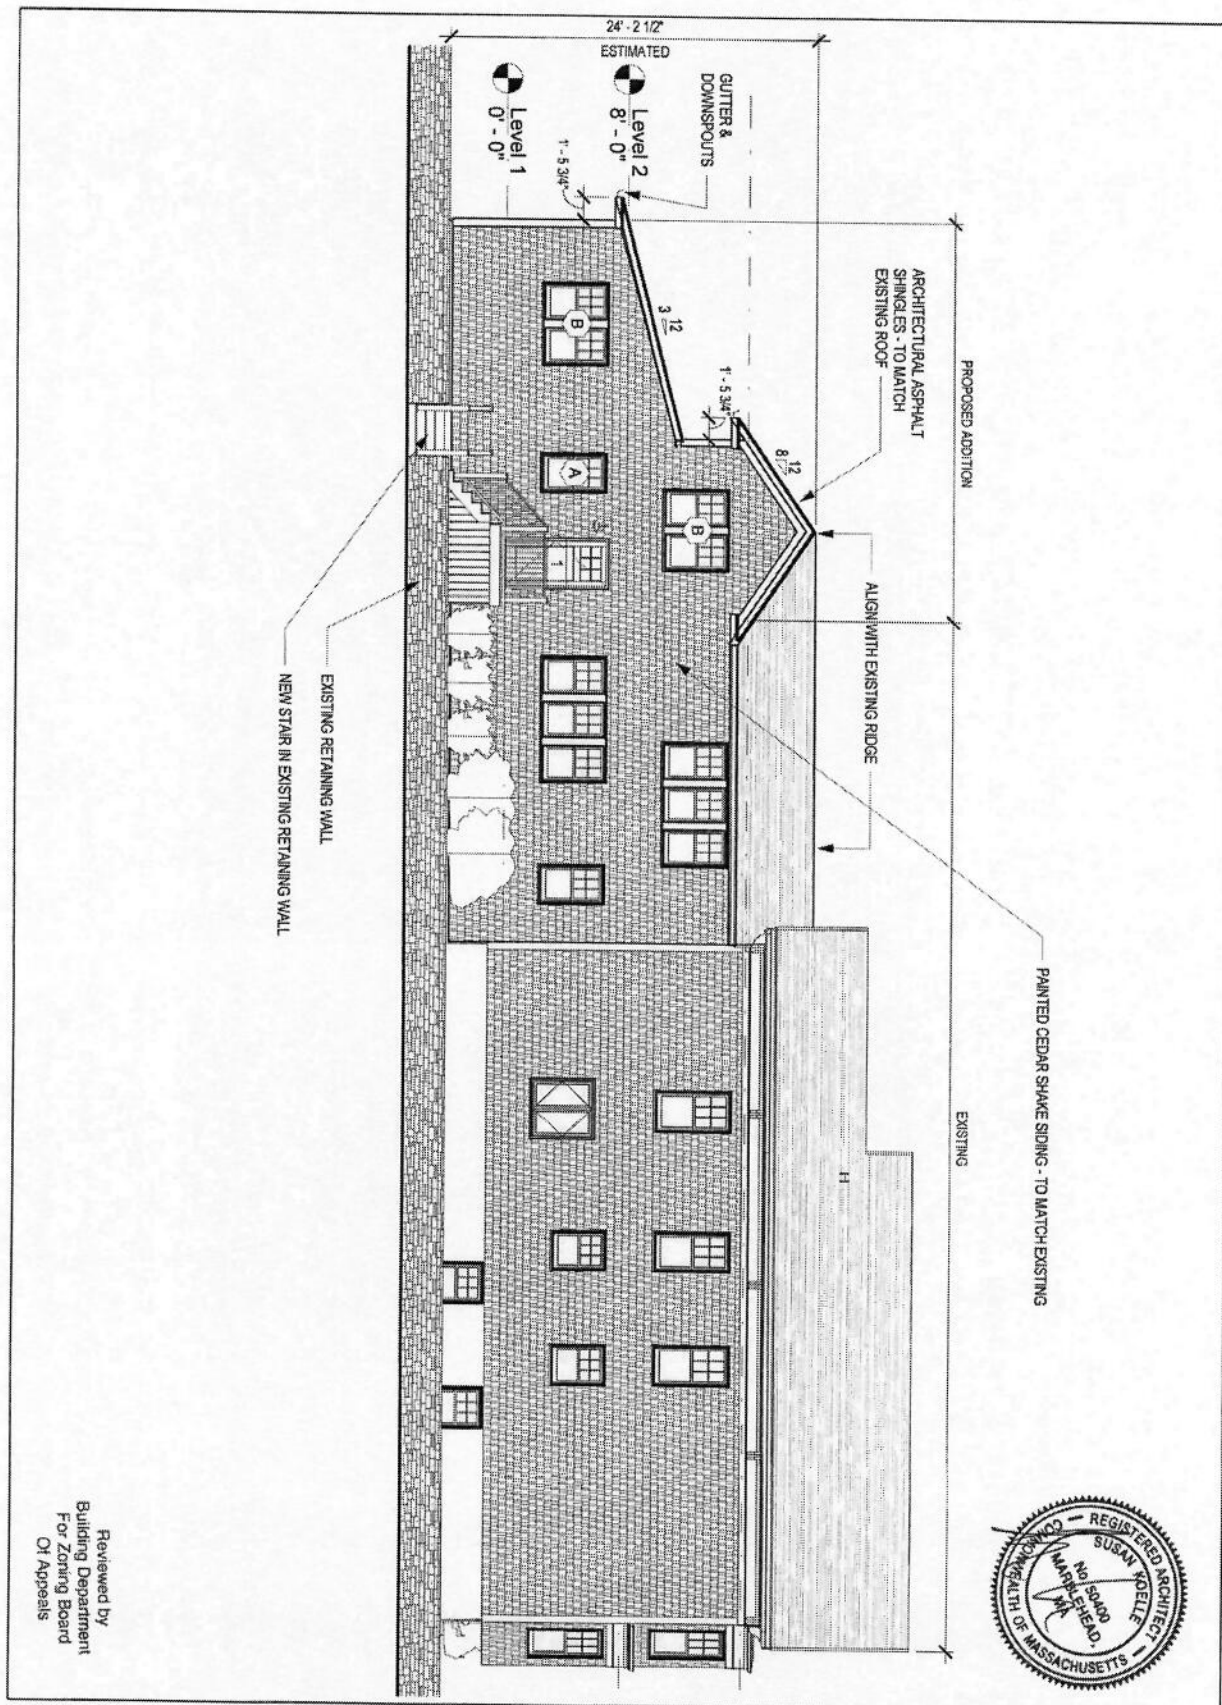 PROPOSED ADDITION
EXISTING
24' - 2 1/2"
ESTIMATED
GUTTER &
DOWNSPOUTS
ARCHITECTURAL ASPHALT
SHINGLES - TO MATCH
EXISTING ROOF
ALIGN WITH EXISTING RIDGE
PAINTED CEDAR SHAKE SIDING - TO MATCH EXISTING
12
8
1' - 5 3/4"
12
3
Level 2
8' - 0"
1' - 5 3/4"
Level 1
0' - 0"
B
B
A
1
H
EXISTING RETAINING WALL
NEW STAIR IN EXISTING RETAINING WALL
REGISTERED ARCHITECT
SUSAN KOELLE
No. 50400
MARBLEHEAD,
MA
COMMONWEALTH OF MASSACHUSETTS
Reviewed by
Building Department
For Zoning Board
Of Appeals